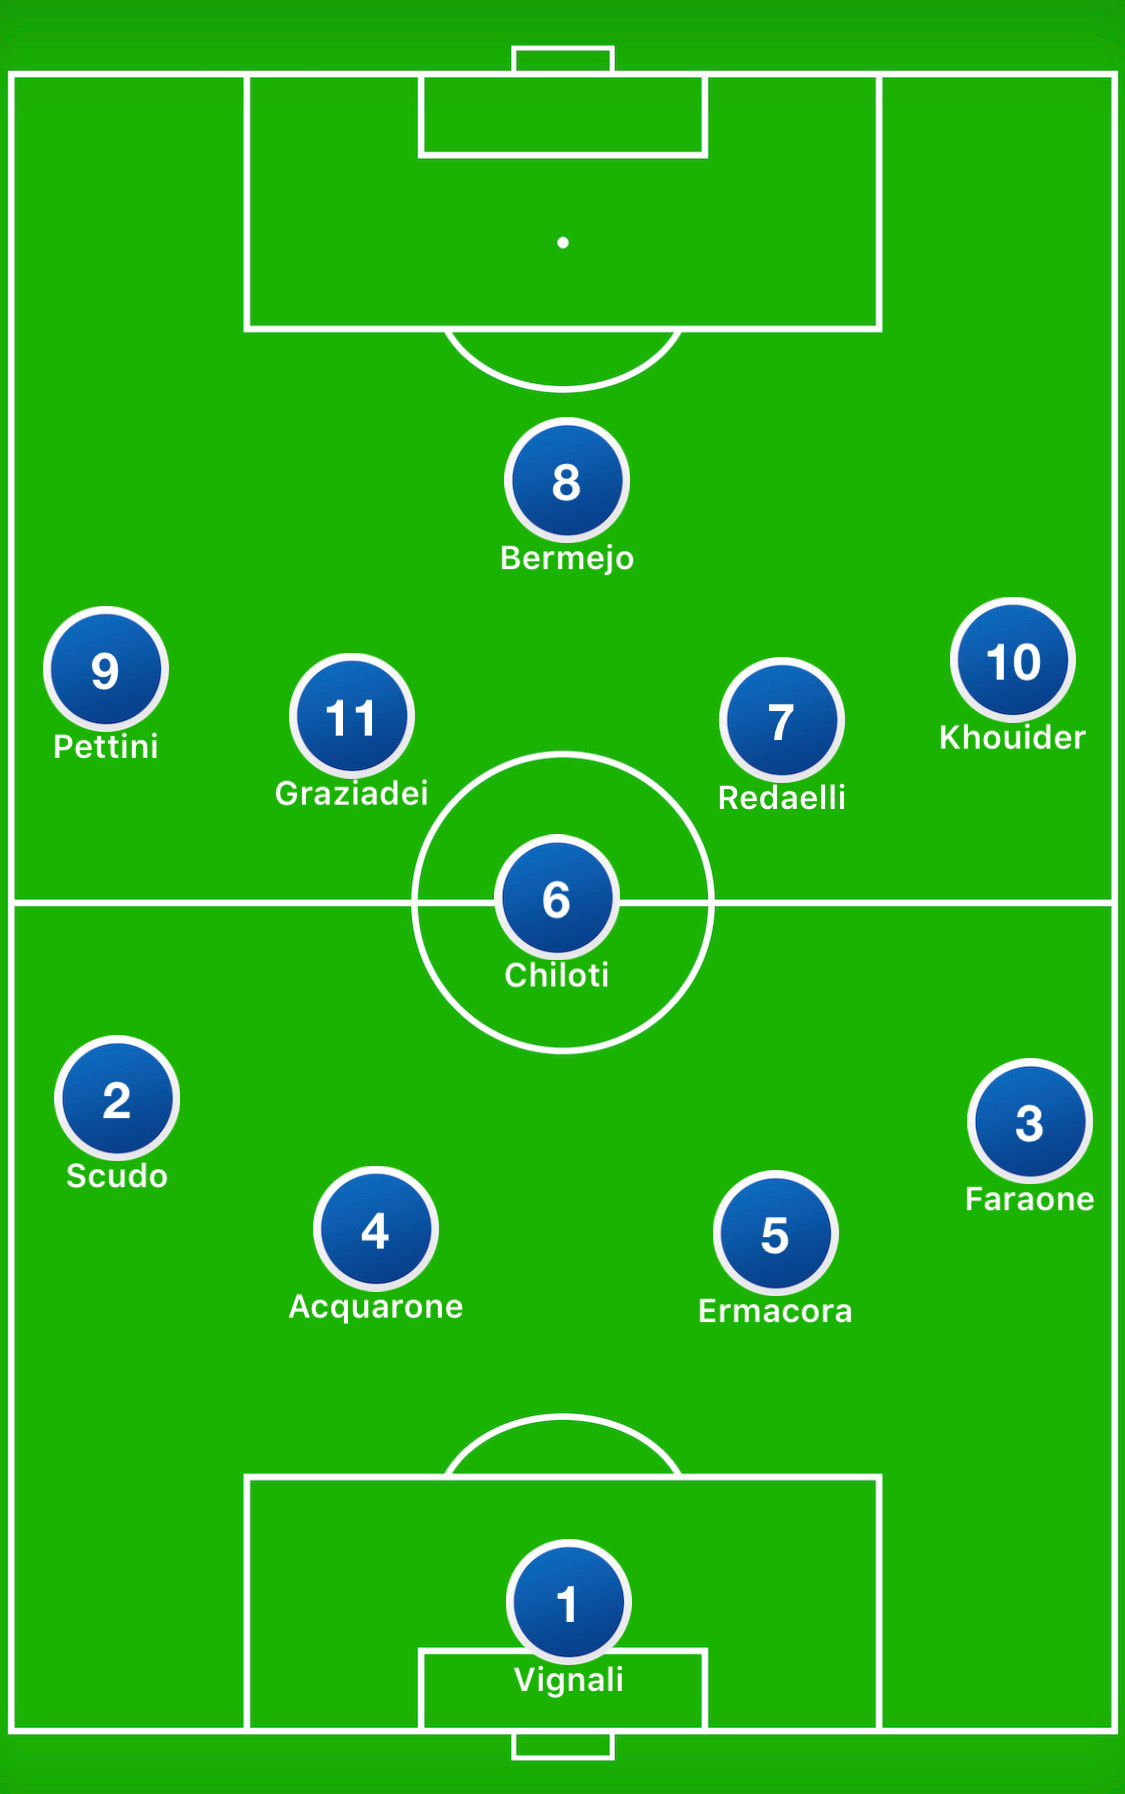 8
Bermejo
9
Pettini
11
Graziadei
7
Redaelli
10
Khouider
6
Chiloti
2
Scudo
4
Acquarone
5
Ermacora
3
Faraone
1
Vignali